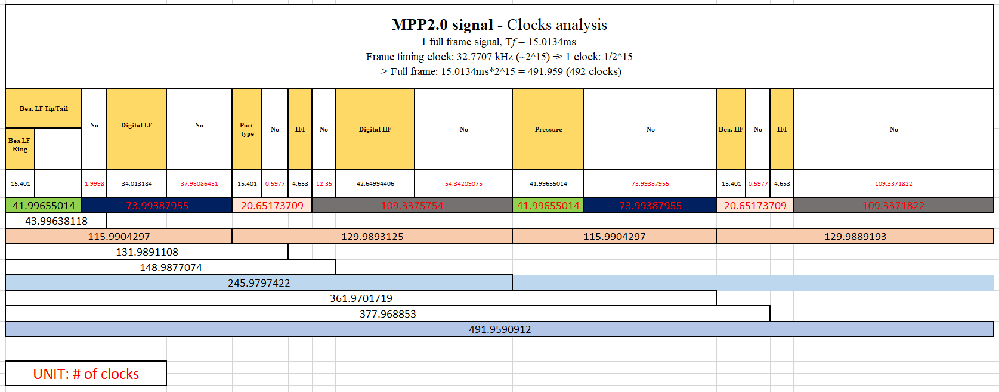 MPP2.0 signal - Clocks analysis
1 full frame signal, Tf = 15.0134ms
Frame timing clock: 32.7707 kHz (~2^15) => 1 clock: 1/2^15
=> Full frame: 15.0134ms*2^15 = 491.959 (492 clocks)
Bea. LF Tip/Tail
Bea.LF
Ring
No
Digital LF
No
Port
type
No
H/I
No
Digital HF
No
Pressure
No
Bea. HF
No
H/I
No
15.401
1.9998
34.013184
37.98086451
15.401
0.5977
4.653
12.35
42.64994406
54.34209075
41.99655014
73.99387955
15.401
0.5977
4.653
109.3371822
41.99655014
73.99387955
20.65173709
109.3375754
41.99655014
73.99387955
20.65173709
109.3371822
43.99638118
115.9904297
129.9893125
115.9904297
129.9889193
131.9891108
148.9877074
245.9797422
361.9701719
377.968853
491.9590912
UNIT: # of clocks